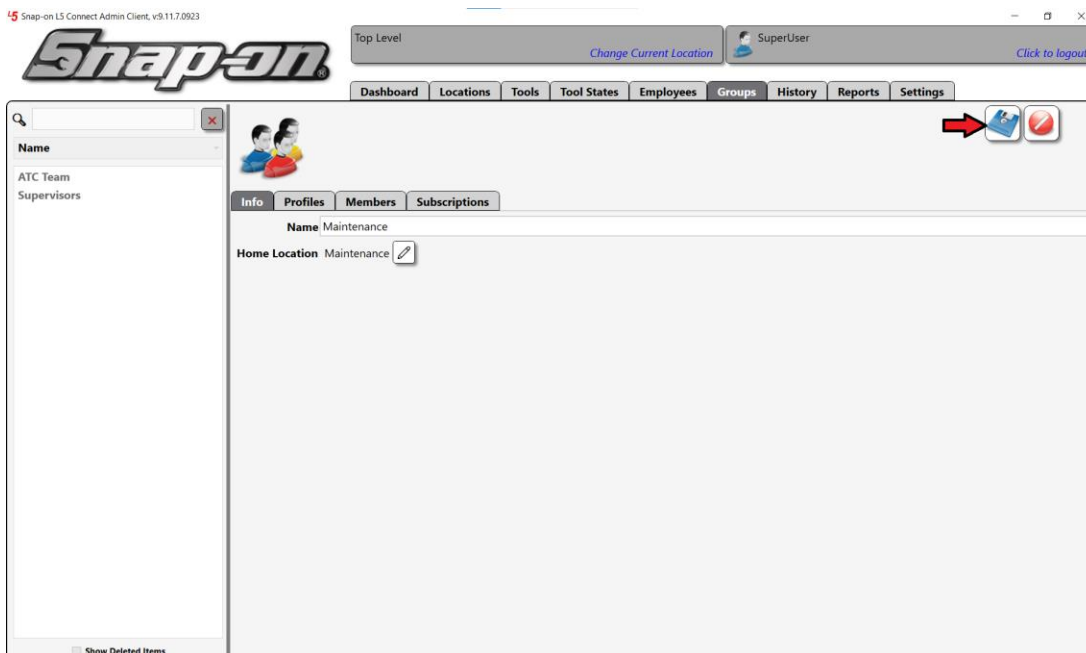 L5 Snap-on L5 Connect Admin Client, v:9.11.7.0923
Snap-on®
Top Level
Change Current Location
SuperUser
Click to logout
Dashboard Locations Tools Tool States Employees Groups History Reports Settings
Name
ATC Team
Supervisors
Info Profiles Members Subscriptions
Name Maintenance
Home Location Maintenance
Show Deleted Items